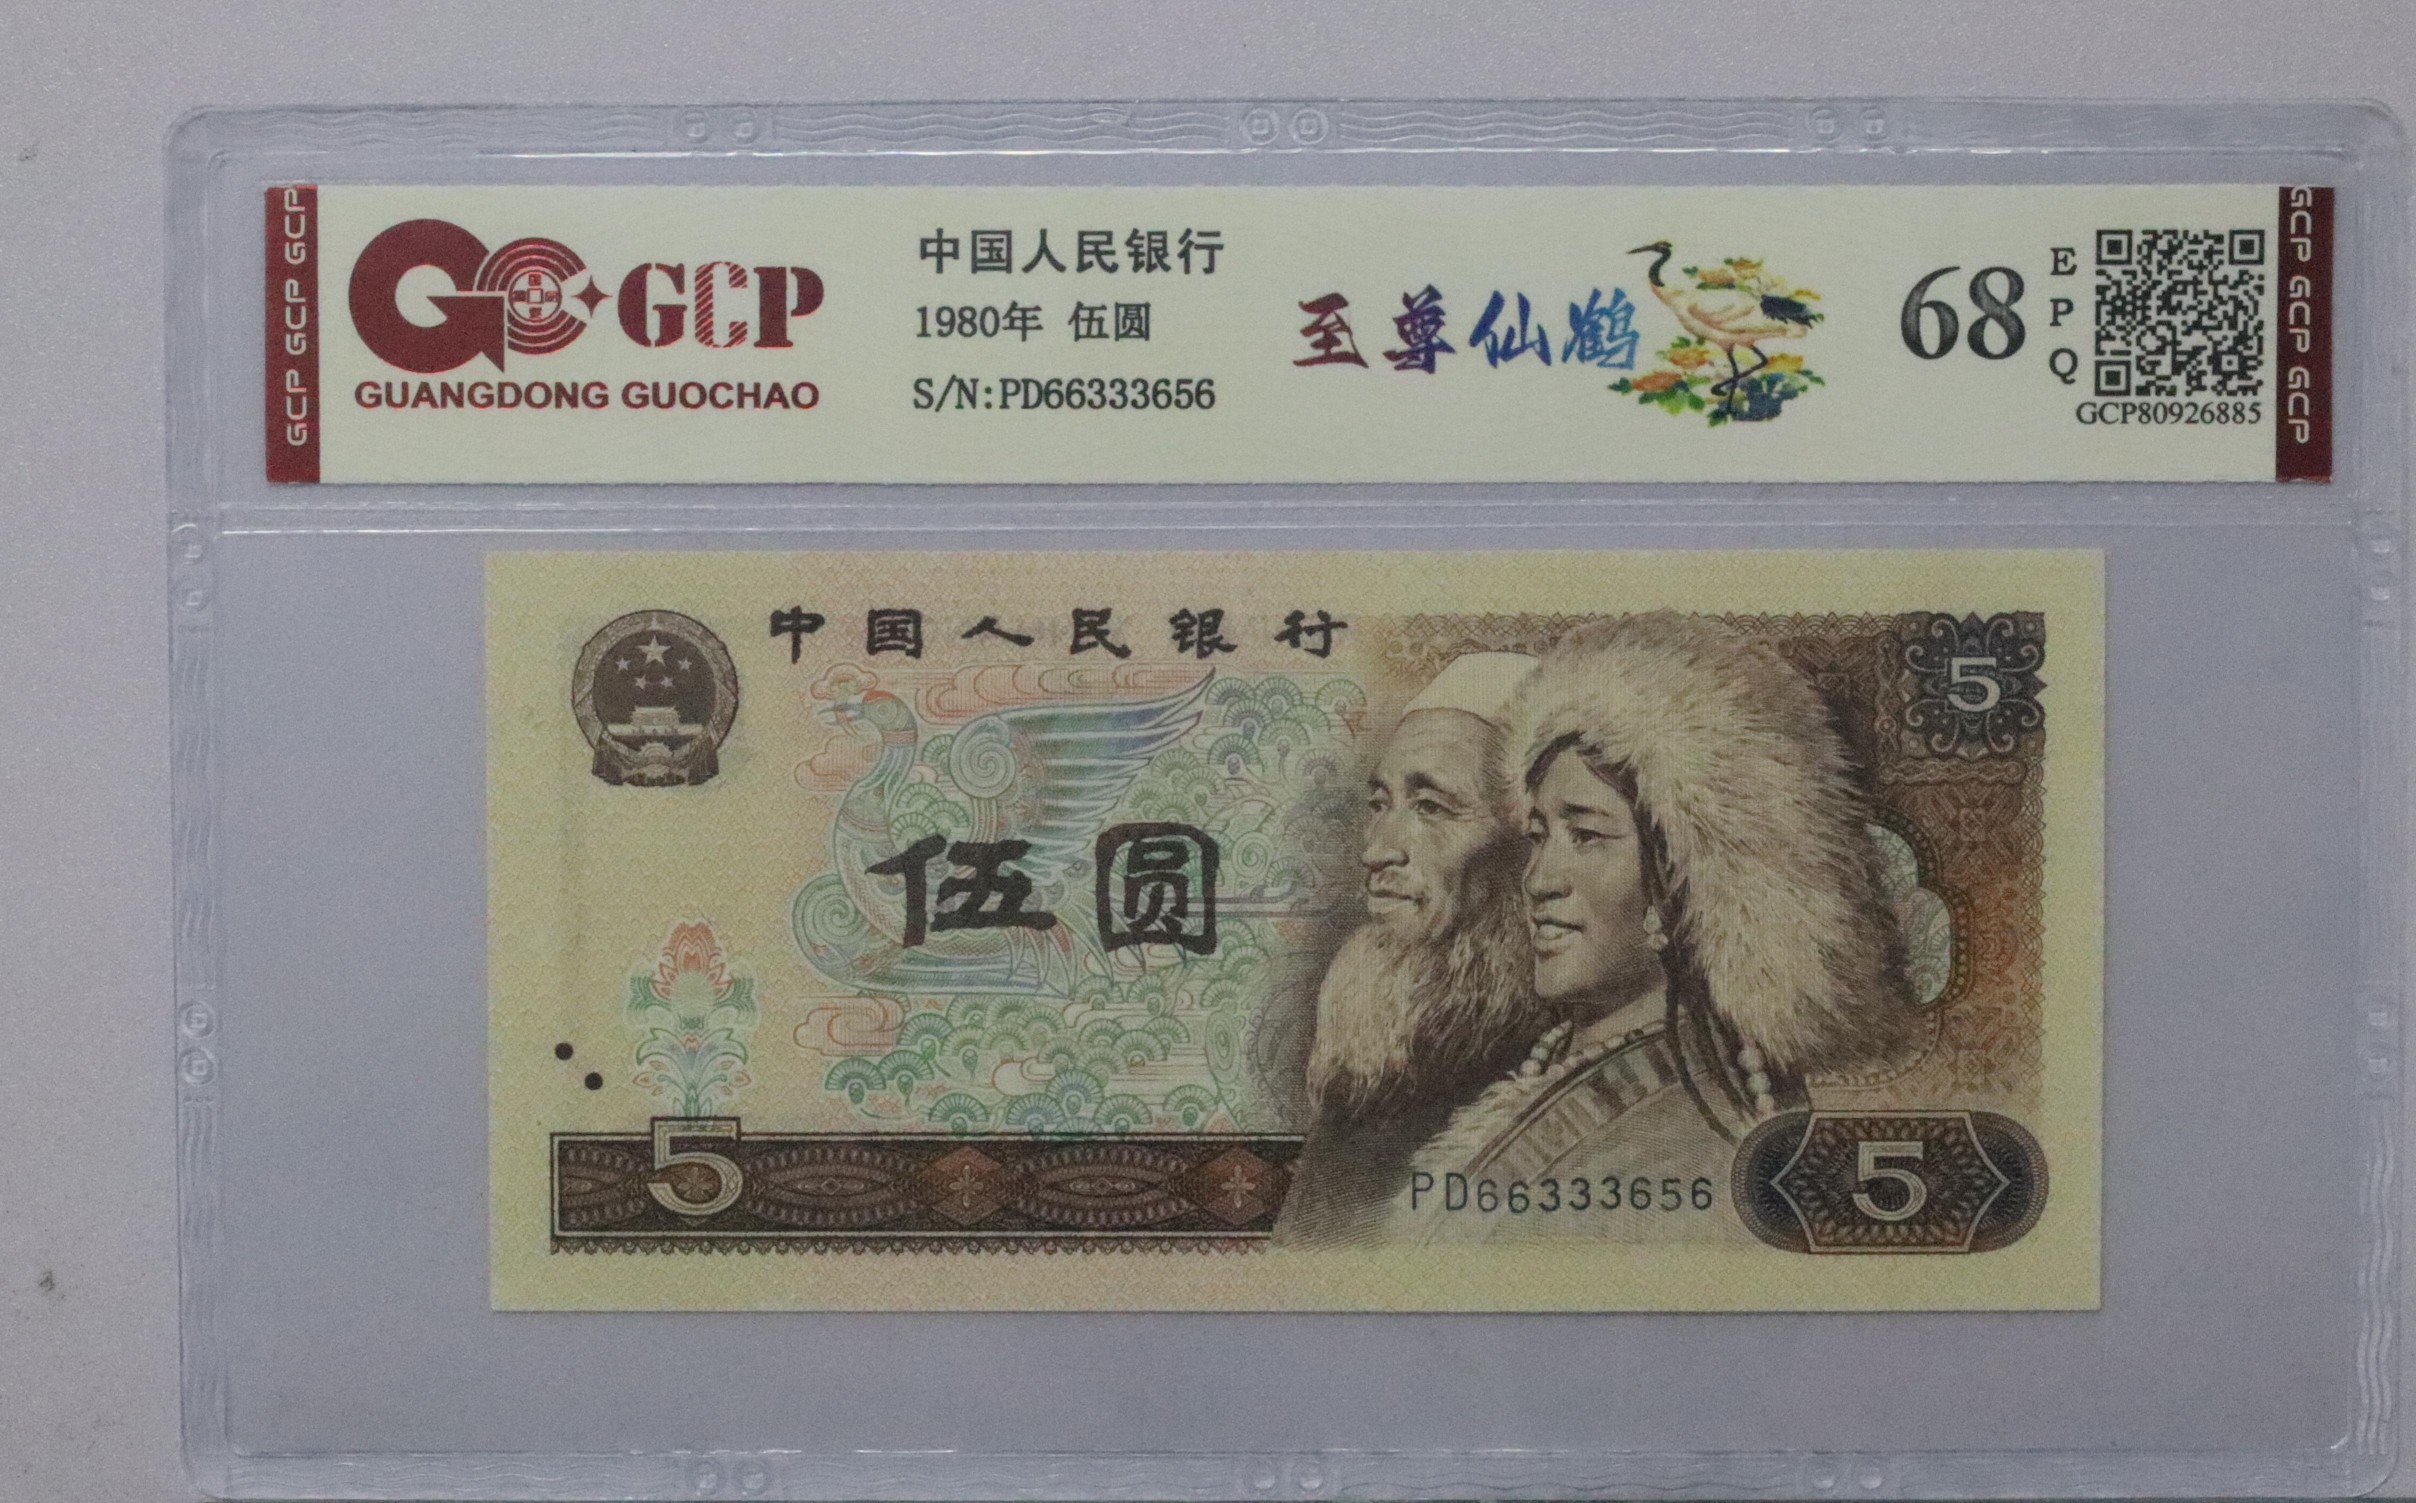 GCP GCP GCP
GCP
GUANGDONG GUOCHAO
中国人民银行
1980年 伍圆
S/N:PD66333656
至尊仙鹤
68
EPQ
GCP80926885
GCP GCP GCP
中国人民银行
5
伍圆
5
PD66333656
5